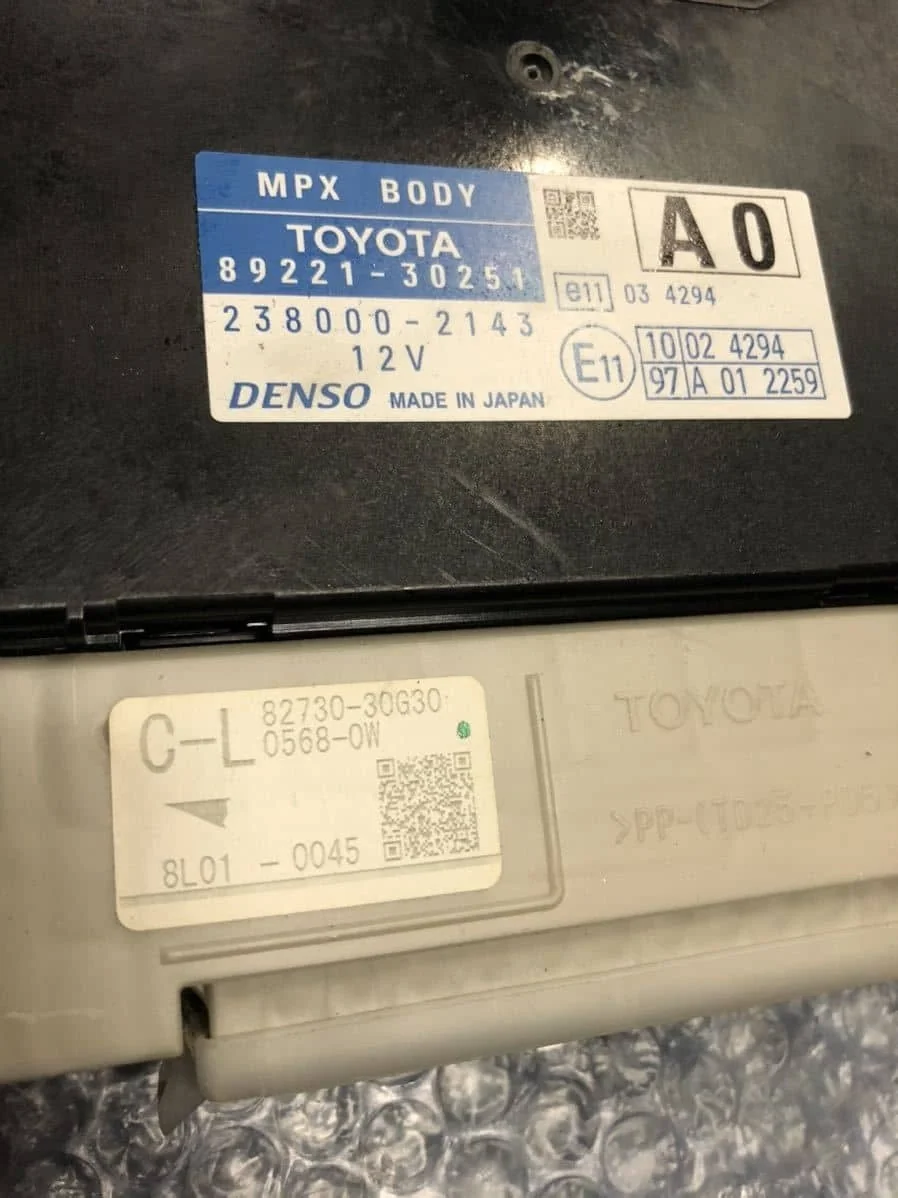 MPX BODY
TOYOTA
89221-30251
238000-2143
12V
DENSO MADE IN JAPAN
A0
e11 03 4294
E11
10 02 4294
97 A 01 2259
C-L
82730-30G30
0568-0W
8L01 -0045
TOYOTA